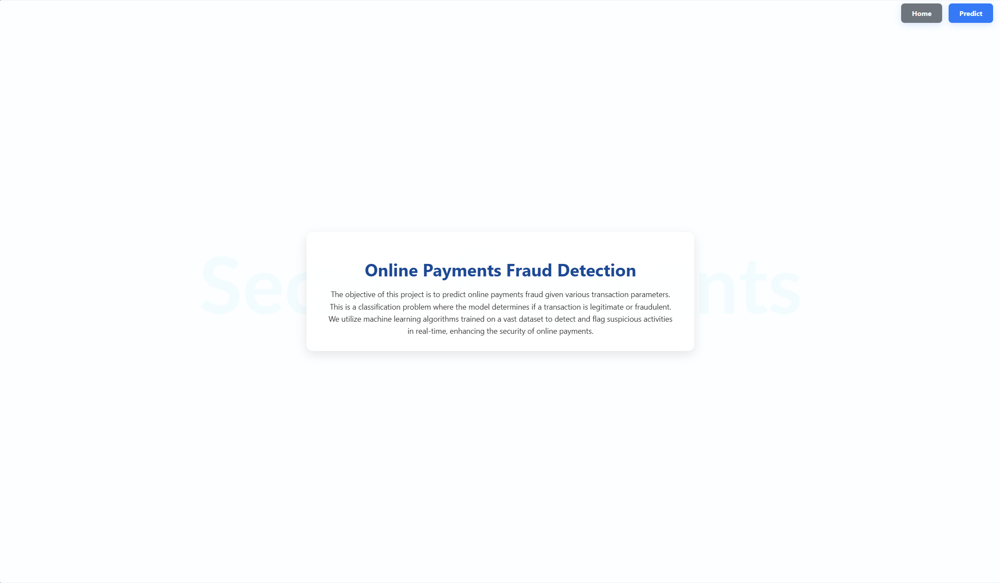 Home Predict
Online Payments Fraud Detection
The objective of this project is to predict online payments fraud given various transaction parameters.
This is a classification problem where the model determines if a transaction is legitimate or fraudulent.
We utilize machine learning algorithms trained on a vast dataset to detect and flag suspicious activities
in real-time, enhancing the security of online payments.